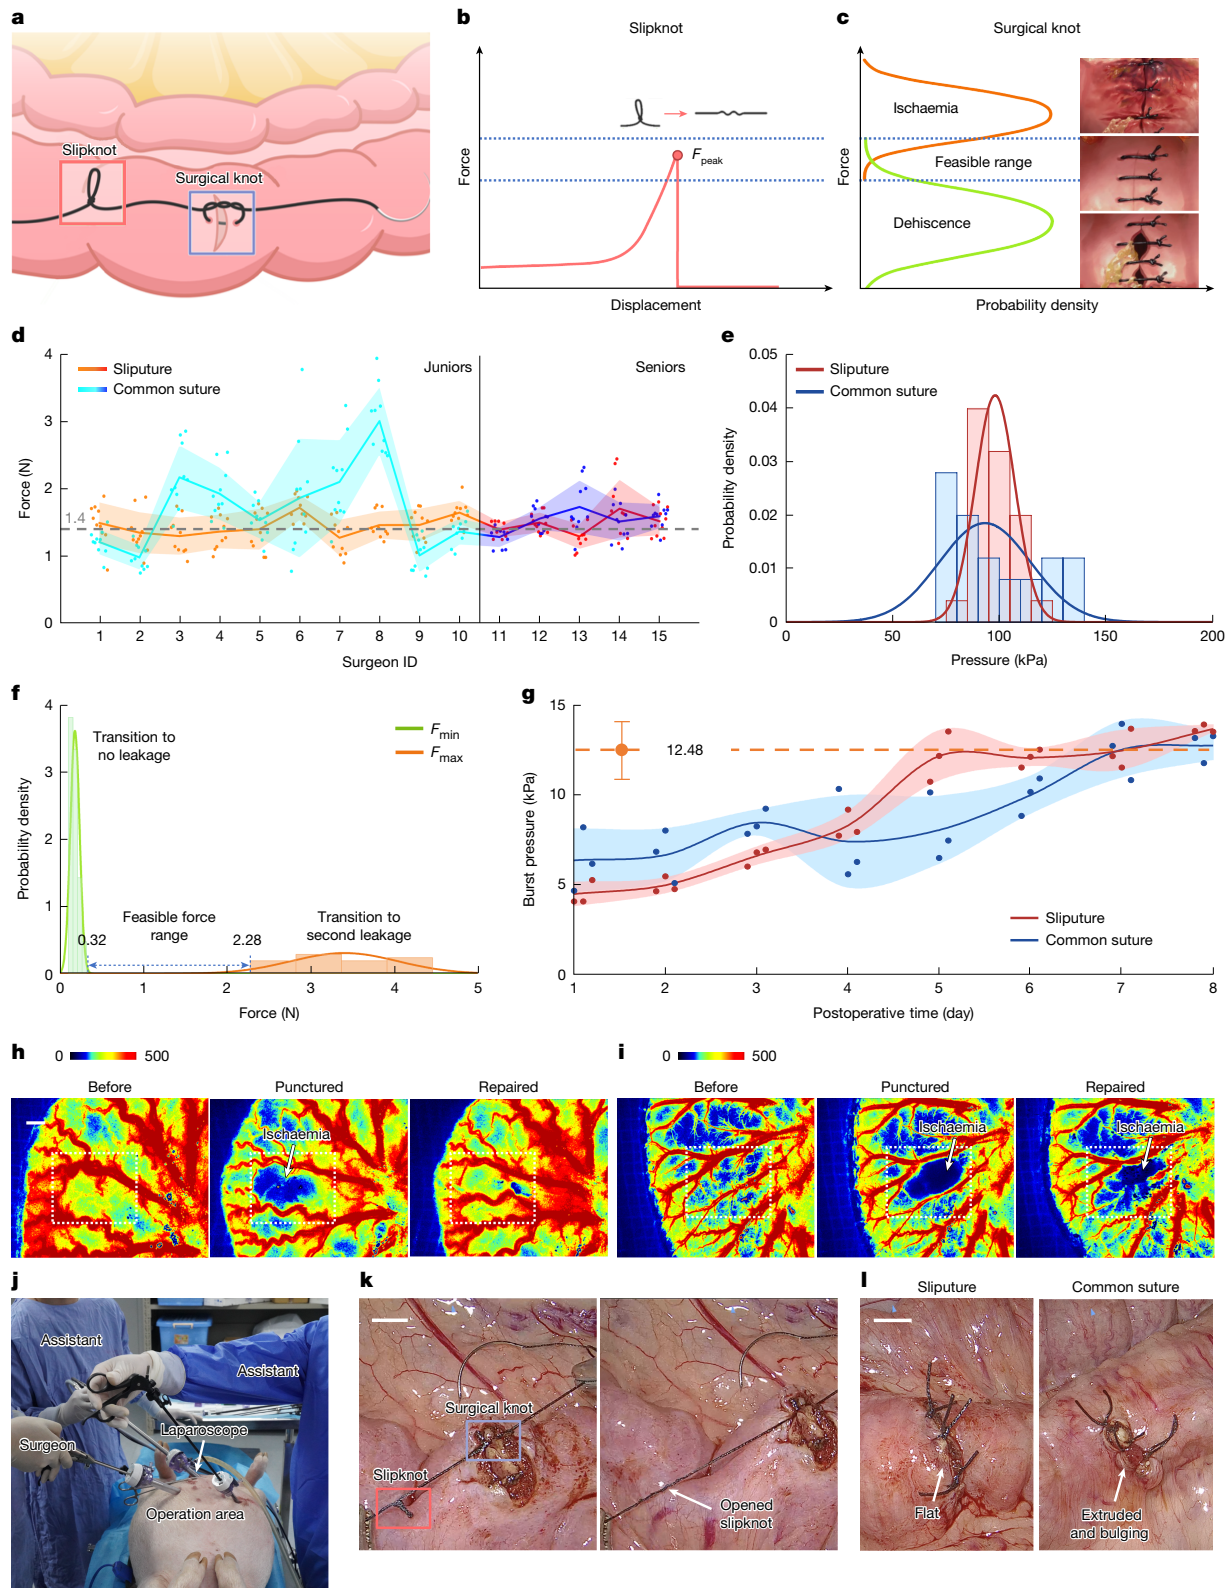 a
Slipknot
Surgical knot
b
Slipknot
Force
F peak
Displacement
c
Surgical knot
Force
Ischaemia
Feasible range
Dehiscence
Probability density
d
Force (N)
4
3
2
1
0
Sliputure
Common suture
Juniors
Seniors
1.4
1 2 3 4 5 6 7 8 9 10 11 12 13 14 15
Surgeon ID
e
Probability density
0.05
0.04
0.03
0.02
0.01
0
Sliputure
Common suture
0 50 100 150 200
Pressure (kPa)
f
Probability density
4
3
2
1
0
Transition to
no leakage
F min
F max
Feasible force
range
Transition to
second leakage
0.32
2.28
0 1 2 3 4 5
Force (N)
g
Burst pressure (kPa)
15
10
5
0
12.48
Sliputure
Common suture
1 2 3 4 5 6 7 8
Postoperative time (day)
h
0 500
Before Punctured Repaired
Ischaemia
i
0 500
Before Punctured Repaired
Ischaemia Ischaemia
j
Assistant
Assistant
Laparoscope
Surgeon
Operation area
k
Surgical knot
Slipknot
Opened
slipknot
l
Sliputure Common suture
Flat
Extruded
and bulging